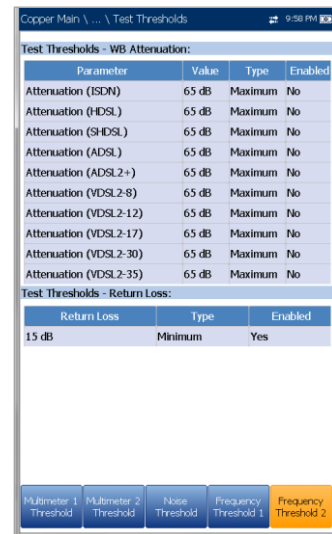 Copper Main \ ... \ Test Thresholds 9:58 PM
Test Thresholds - WB Attenuation:
Parameter Value Type Enabled
Attenuation (ISDN) 65 dB Maximum No
Attenuation (HDSL) 65 dB Maximum No
Attenuation (SHDSL) 65 dB Maximum No
Attenuation (ADSL) 65 dB Maximum No
Attenuation (ADSL2+) 65 dB Maximum No
Attenuation (VDSL2-8) 65 dB Maximum No
Attenuation (VDSL2-12) 65 dB Maximum No
Attenuation (VDSL2-17) 65 dB Maximum No
Attenuation (VDSL2-30) 65 dB Maximum No
Attenuation (VDSL2-35) 65 dB Maximum No
Test Thresholds - Return Loss:
Return Loss Type Enabled
15 dB Minimum Yes
Multimeter 1 Multimeter 2 Noise Frequency Frequency
Threshold Threshold Threshold Threshold 1 Threshold 2